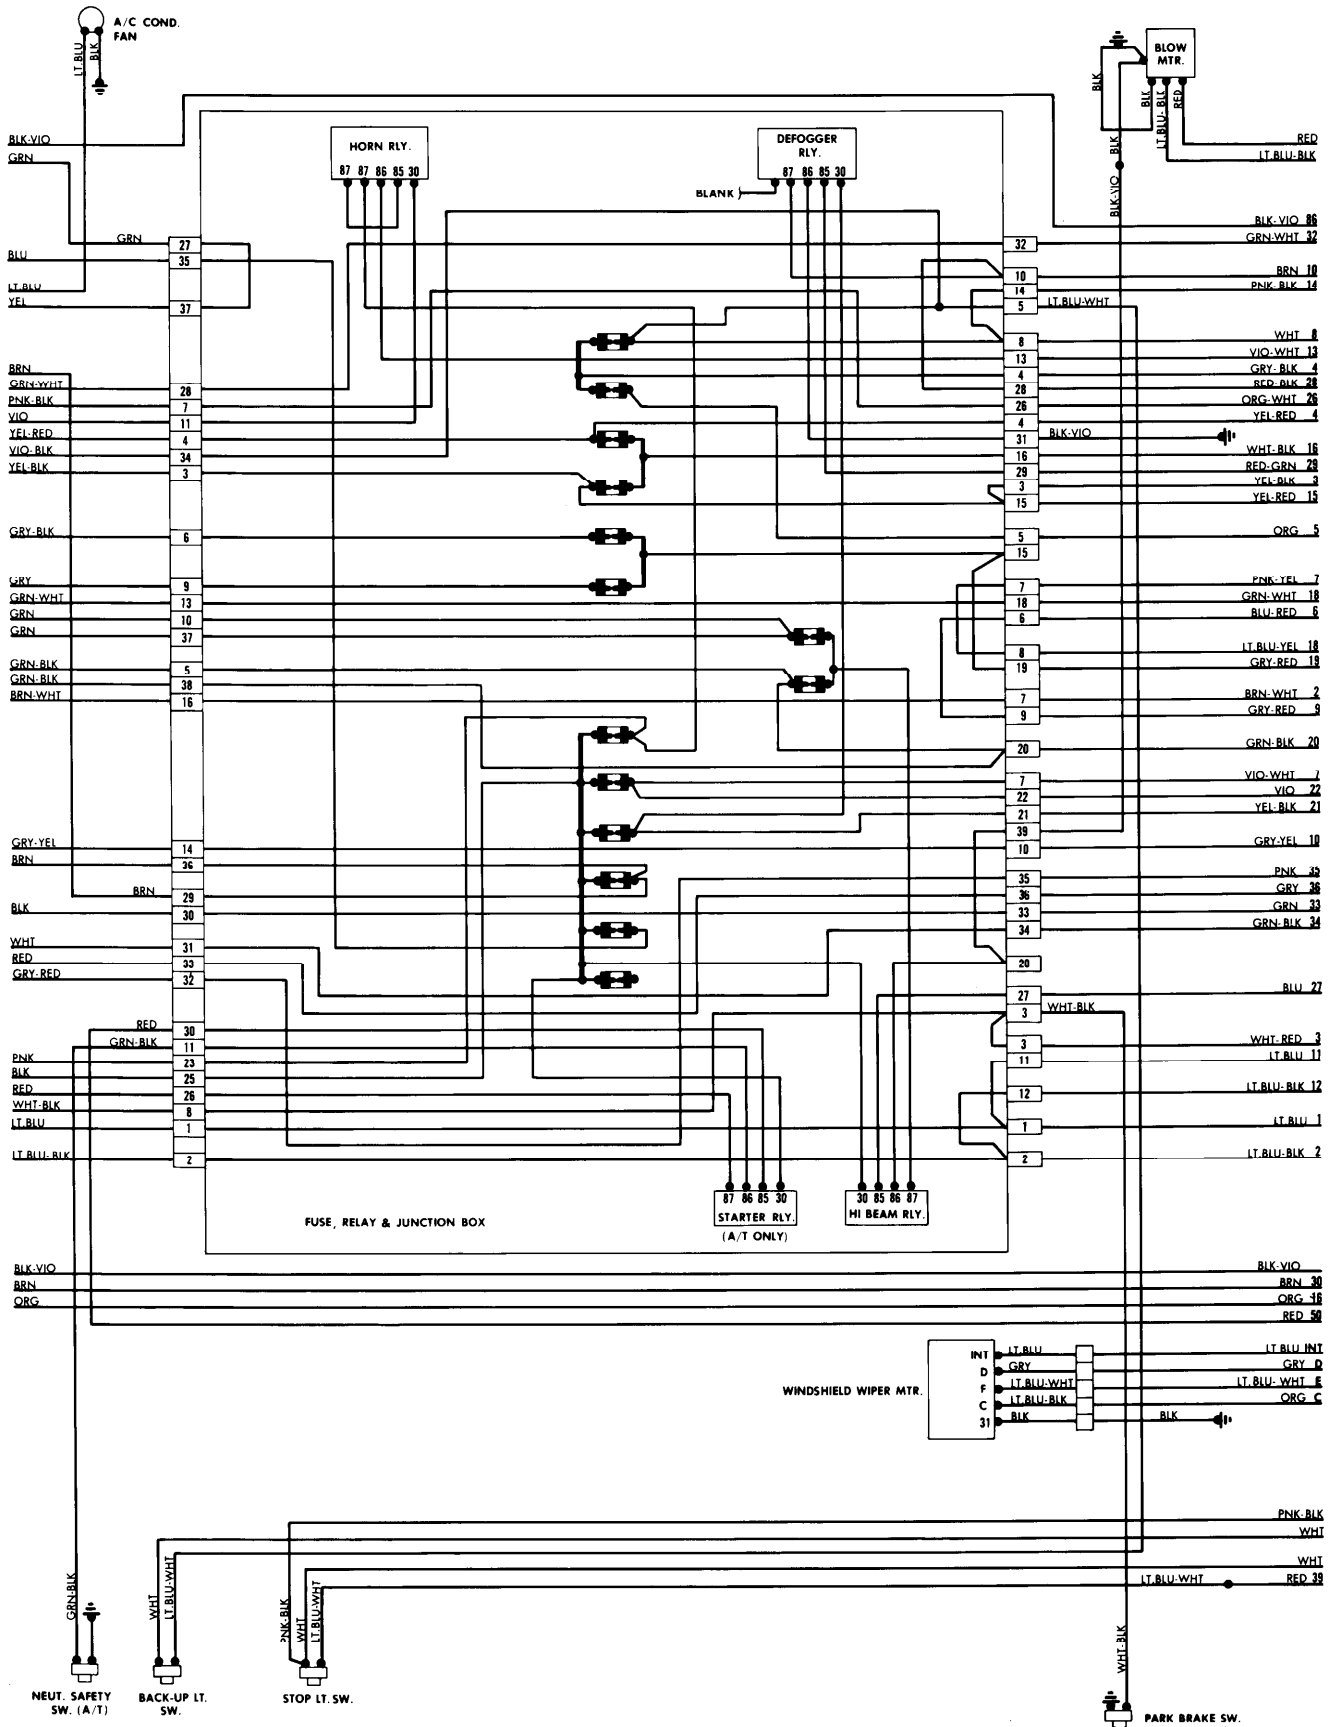 A/C COND.
FAN
LT.BLU
BLK
BLOW
MTR.
BLK
BLK
LT.BLU-BLK
RED
BLK
BLK-VIO
RED
LT.BLU-BLK
BLK-VIO
GRN
HORN RLY.
87 87 86 85 30
DEFOGGER
RLY.
87 86 85 30
BLANK
BLK-VIO 86
GRN-WHT 32
BRN 10
PNK-BLK 14
LT.BLU-WHT
WHT 8
VIO-WHT 13
GRY-BLK 4
RED-BLK 28
ORG-WHT 26
YEL-RED 4
BLK-VIO
WHT-BLK 16
RED-GRN 29
YEL-BLK 3
YEL-RED 15
ORG 5
PNK-YEL 7
GRN-WHT 18
BLU-RED 6
LT.BLU-YEL 18
GRY-RED 19
BRN-WHT 2
GRY-RED 9
GRN-BLK 20
VIO-WHT 7
VIO 22
YEL-BLK 21
GRY-YEL 10
PNK 35
GRY 36
GRN 33
GRN-BLK 34
BLU 27
WHT-BLK
WHT-RED 3
LT.BLU 11
LT.BLU-BLK 12
LT.BLU 1
LT.BLU-BLK 2
GRN
BLU
LT.BLU
YEL
BRN
GRN-WHT
PNK-BLK
VIO
YEL-RED
VIO-BLK
YEL-BLK
GRY-BLK
GRY
GRN-WHT
GRN
GRN
GRN-BLK
GRN-BLK
BRN-WHT
GRY-YEL
BRN
BRN
BLK
WHT
RED
GRY-RED
RED
GRN-BLK
PNK
BLK
RED
WHT-BLK
LT.BLU
LT.BLU-BLK
27
35
37
28
7
11
4
34
3
6
9
13
10
37
5
38
16
14
36
29
30
31
33
32
30
11
23
25
26
8
1
2
32
10
14
5
8
13
4
28
26
4
31
16
29
3
15
5
15
7
18
6
8
19
7
9
20
7
22
21
39
10
35
36
33
34
20
27
3
3
11
12
1
2
87 86 85 30
STARTER RLY.
(A/T ONLY)
30 85 86 87
HI BEAM RLY.
FUSE, RELAY & JUNCTION BOX
BLK-VIO
BRN
ORG
BLK-VIO
BRN 30
ORG 16
RED 50
WINDSHIELD WIPER MTR.
INT LT.BLU LT BLU INT
D GRY GRY D
F LT.BLU-WHT LT.BLU-WHT E
C LT.BLU-BLK ORG C
31 BLK BLK
PNK-BLK
WHT
WHT
LT.BLU-WHT RED 39
GRN-BLK
WHT
LT.BLU-WHT
PNK-BLK
WHT
LT.BLU-WHT
WHT-BLK
NEUT. SAFETY
SW. (A/T)
BACK-UP LT.
SW.
STOP LT. SW.
PARK BRAKE SW.